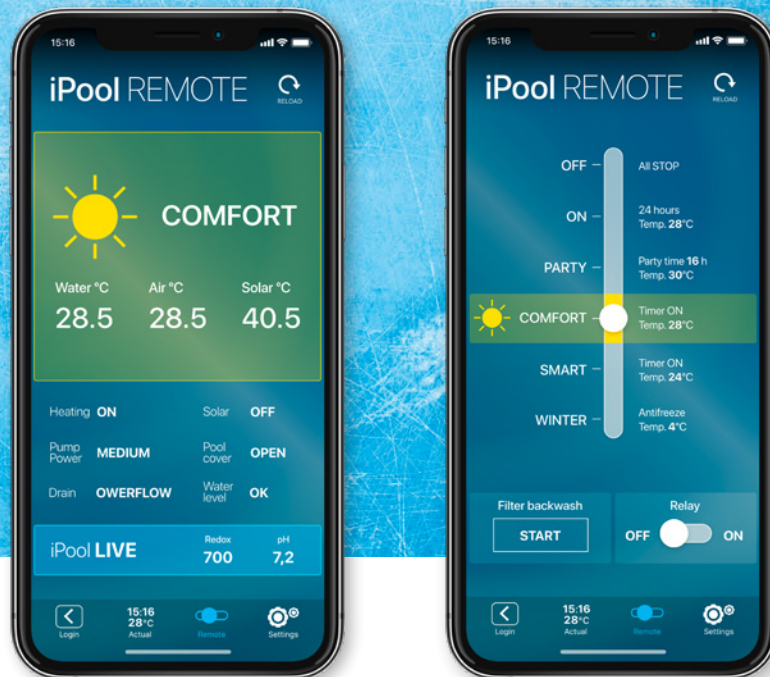 15:16
iPool REMOTE
RELOAD
COMFORT
Water °C Air °C Solar °C
28.5 28.5 40.5
Heating ON Solar OFF
Pump Power MEDIUM Pool cover OPEN
Drain OWERFLOW Water level OK
iPool LIVE Redox 700 pH 7,2
Login 15:16 28°C Actual Remote Settings
15:16
iPool REMOTE
RELOAD
OFF All STOP
ON 24 hours Temp. 28°C
PARTY Party time 16 h Temp. 30°C
COMFORT Timer ON Temp. 28°C
SMART Timer ON Temp. 24°C
WINTER Antifreeze Temp. 4°C
Filter backwash Relay
START OFF ON
Login 15:16 28°C Actual Remote Settings